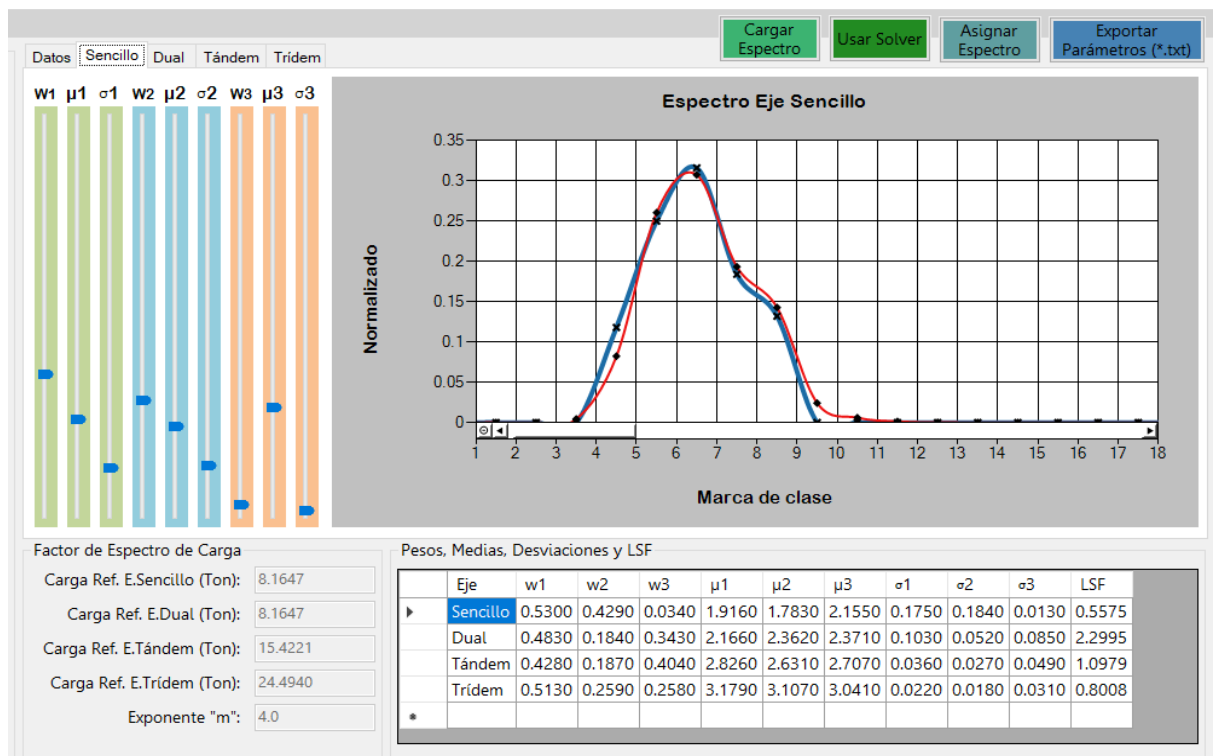 Cargar Espectro
Usar Solver
Asignar Espectro
Exportar Parámetros (*.txt)
Datos Sencillo Dual Tándem Trídem
w1 μ1 σ1 w2 μ2 σ2 w3 μ3 σ3
Espectro Eje Sencillo
Normalizado
0.35
0.3
0.25
0.2
0.15
0.1
0.05
0
1 2 3 4 5 6 7 8 9 10 11 12 13 14 15 16 17 18
Marca de clase
Factor de Espectro de Carga
Carga Ref. E.Sencillo (Ton): 8.1647
Carga Ref. E.Dual (Ton): 8.1647
Carga Ref. E.Tándem (Ton): 15.4221
Carga Ref. E.Trídem (Ton): 24.4940
Exponente "m": 4.0
Pesos, Medias, Desviaciones y LSF
Eje w1 w2 w3 μ1 μ2 μ3 σ1 σ2 σ3 LSF
Sencillo 0.5300 0.4290 0.0340 1.9160 1.7830 2.1550 0.1750 0.1840 0.0130 0.5575
Dual 0.4830 0.1840 0.3430 2.1660 2.3620 2.3710 0.1030 0.0520 0.0850 2.2995
Tándem 0.4280 0.1870 0.4040 2.8260 2.6310 2.7070 0.0360 0.0270 0.0490 1.0979
Trídem 0.5130 0.2590 0.2580 3.1790 3.1070 3.0410 0.0220 0.0180 0.0310 0.8008